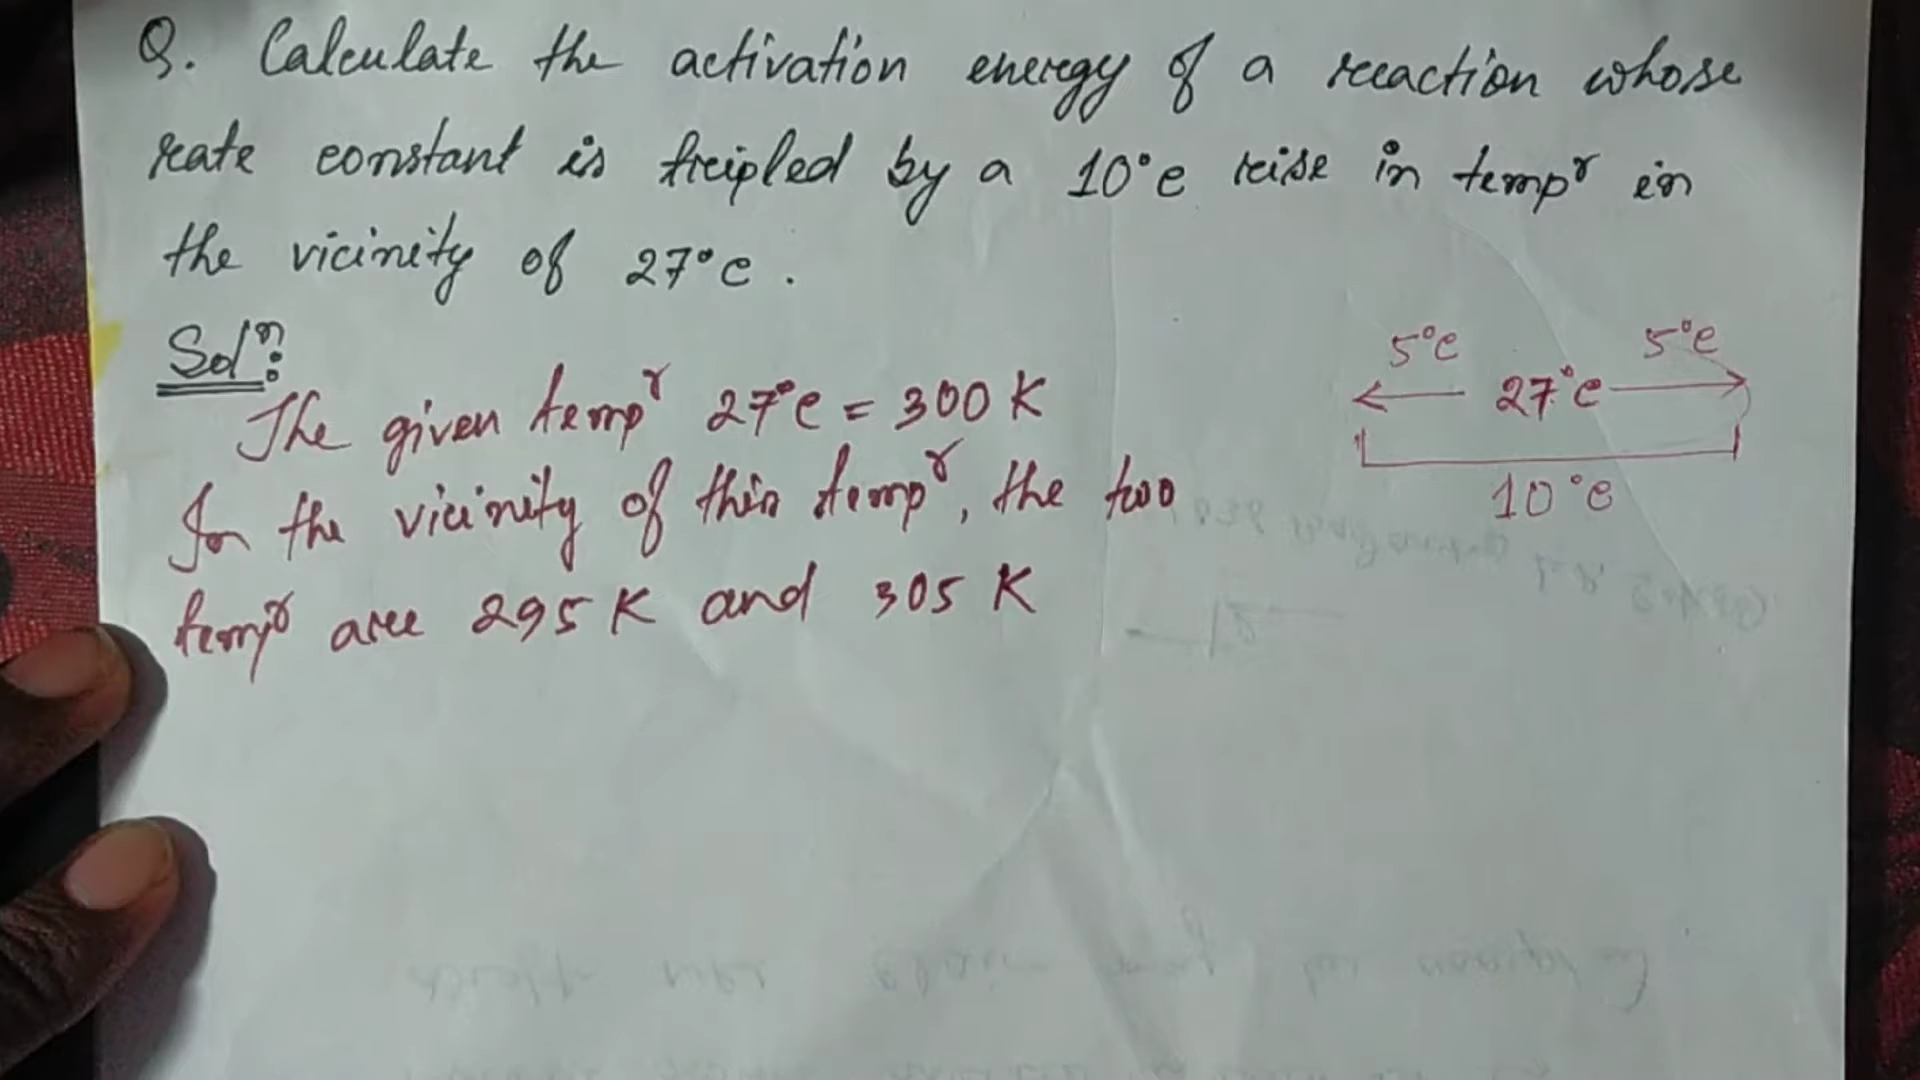 Q. Calculate the activation energy of a reaction whose
rate constant is tripled by a 10°c rise in tempr in
the vicinity of 27°c.
Soln:
The given tempr 27°c = 300 K
In the vicinity of this tempr, the two
tempr are 295 K and 305 K
5°c 5°c
27°c
10°c